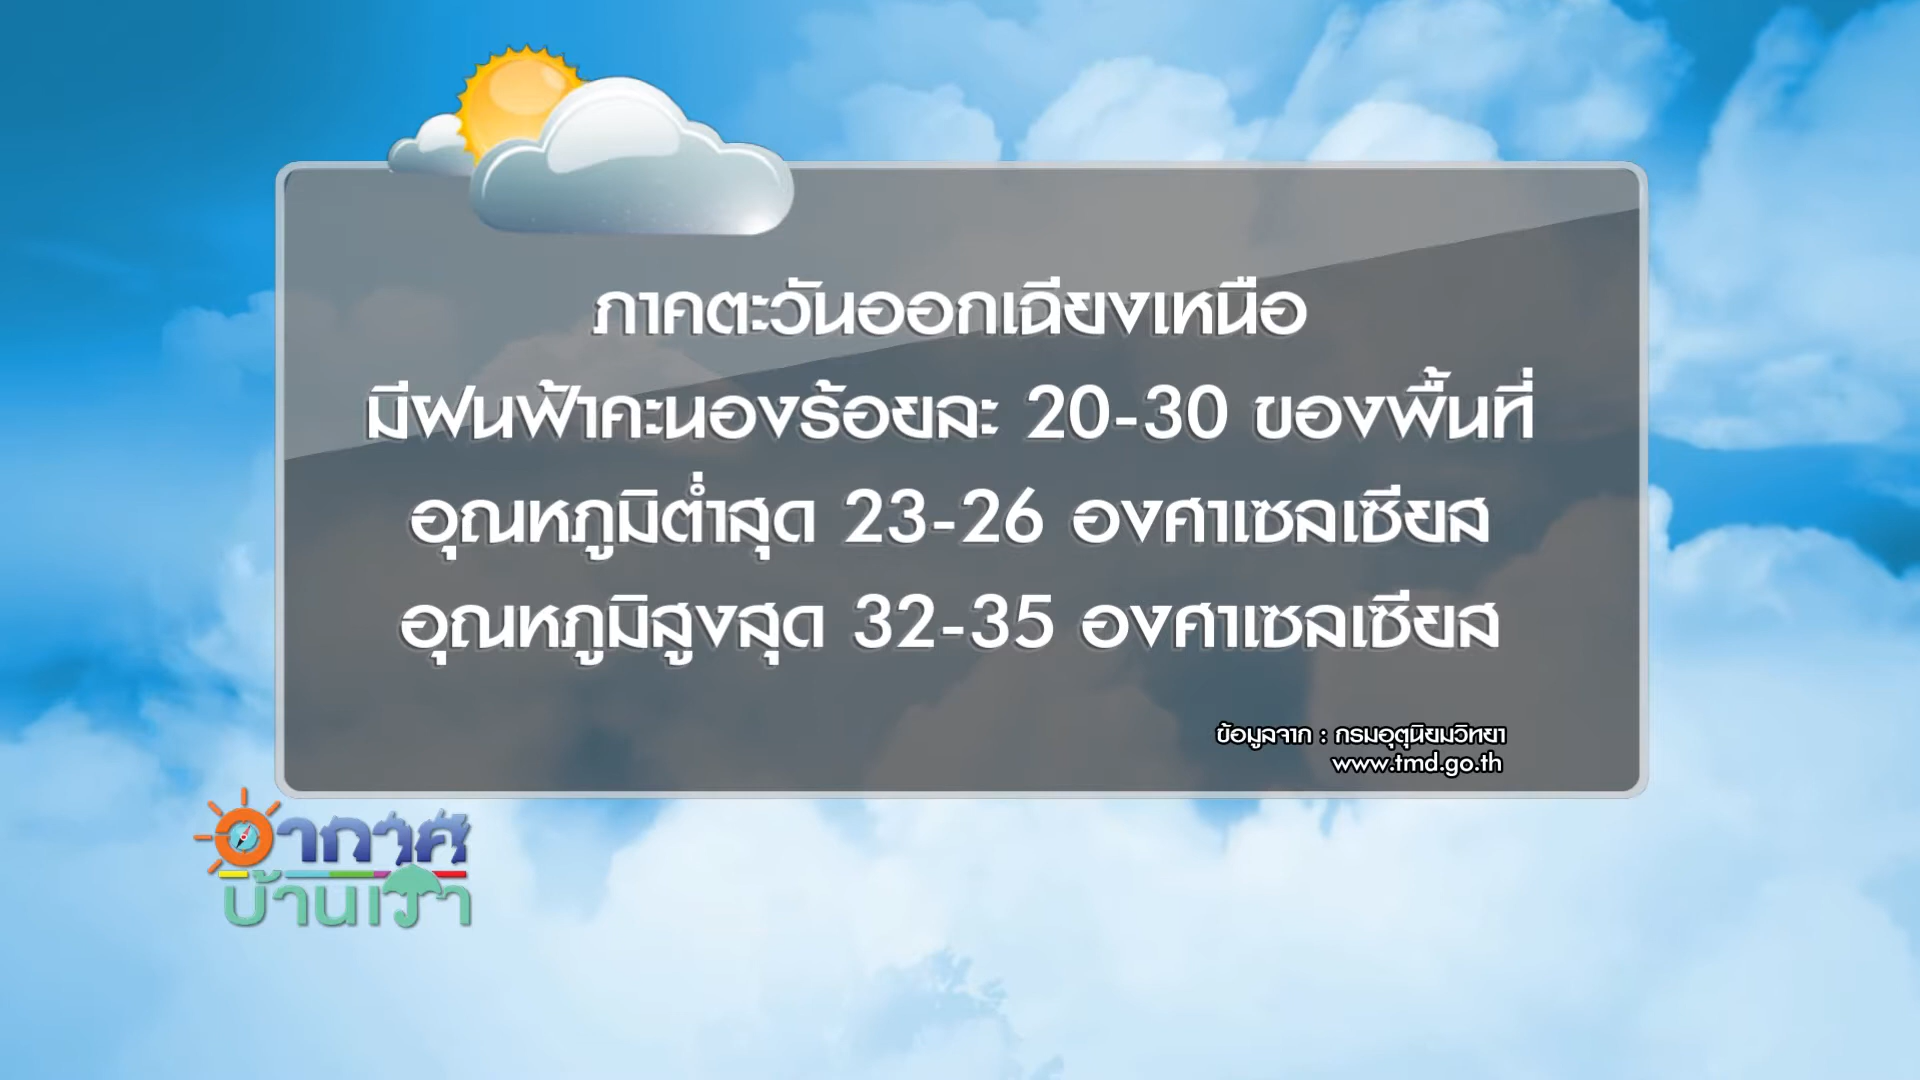 ภาคตะวันออกเฉียงเหนือ
มีฝนฟ้าคะนองร้อยละ 20-30 ของพื้นที่
อุณหภูมิต่ำสุด 23-26 องศาเซลเซียส
อุณหภูมิสูงสุด 32-35 องศาเซลเซียส
ข้อมูลจาก : กรมอุตุนิยมวิทยา
www.tmd.go.th
อากาศ
บ้านเรา